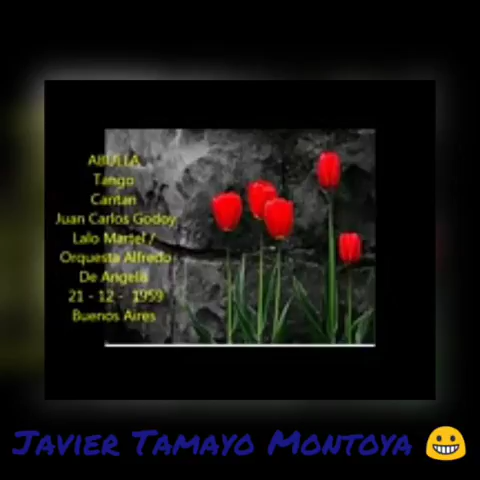 ABULLA
Tango
Cantan
Juan Carlos Godoy
Lalo Martel /
Orquesta Alfredo
De Angelis
21 - 12 - 1959
Buenos Aires
Javier Tamayo Montoya 😀